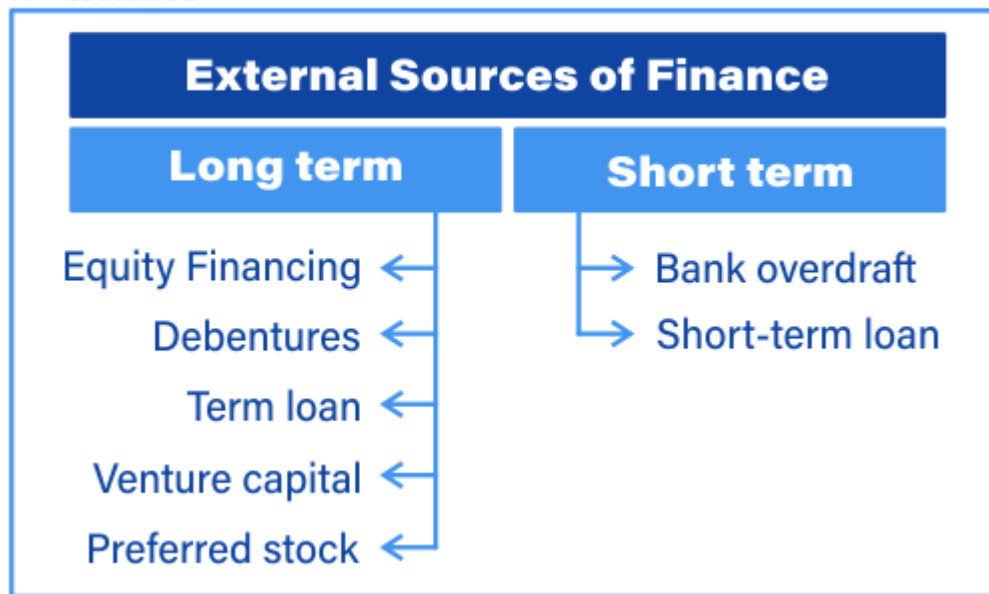 External Sources of Finance
Long term
Short term
Equity Financing
Debentures
Term loan
Venture capital
Preferred stock
Bank overdraft
Short-term loan